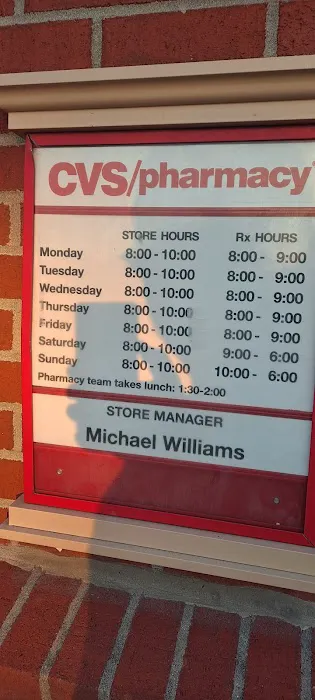 CVS/pharmacy
STORE HOURS Rx HOURS
Monday 8:00 - 10:00 8:00 - 9:00
Tuesday 8:00 - 10:00 8:00 - 9:00
Wednesday 8:00 - 10:00 8:00 - 9:00
Thursday 8:00 - 10:00 8:00 - 9:00
Friday 8:00 - 10:00 8:00 - 9:00
Saturday 8:00 - 10:00 9:00 - 6:00
Sunday 8:00 - 10:00 10:00 - 6:00
Pharmacy team takes lunch: 1:30-2:00
STORE MANAGER
Michael Williams